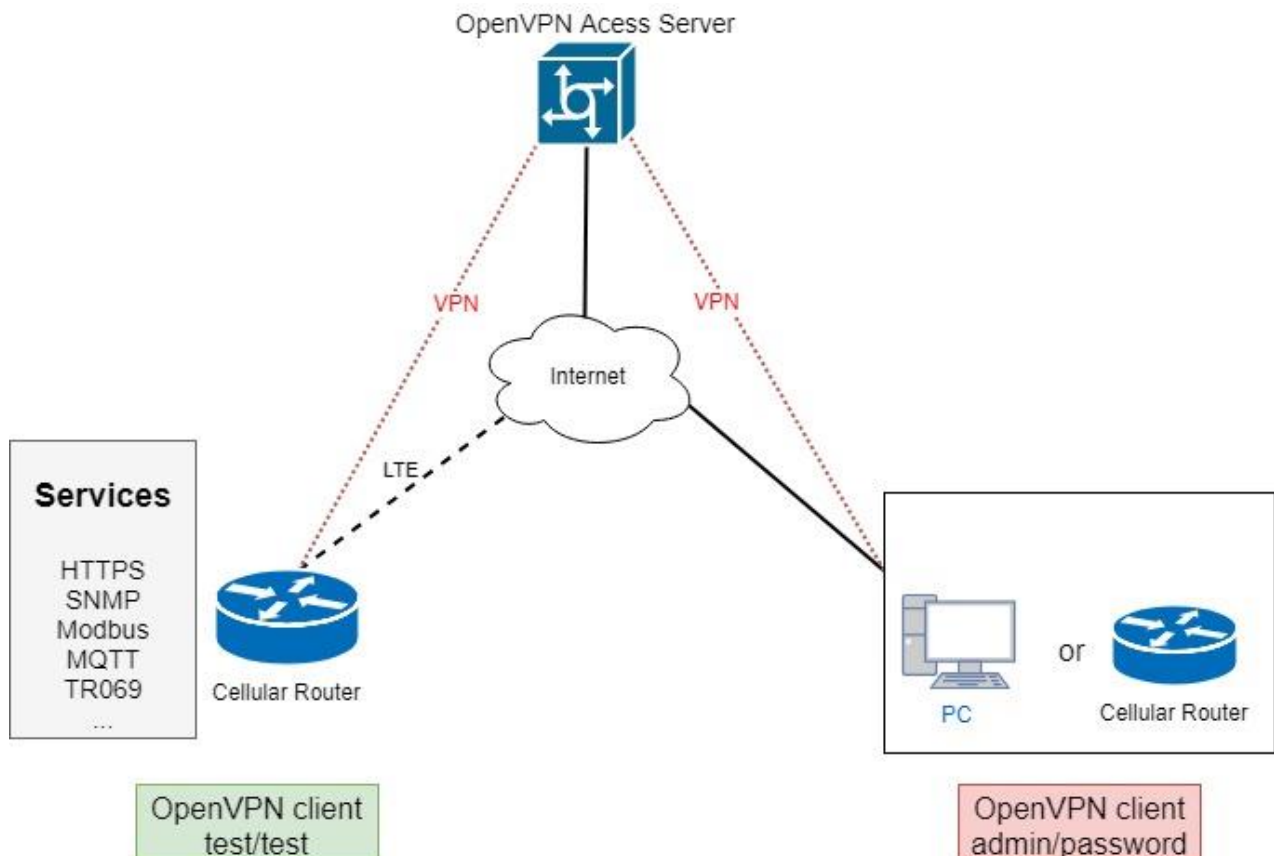 OpenVPN Acess Server
VPN
VPN
Internet
LTE
Services
HTTPS
SNMP
Modbus
MQTT
TR069
...
Cellular Router
PC
or
Cellular Router
OpenVPN client
test/test
OpenVPN client
admin/password